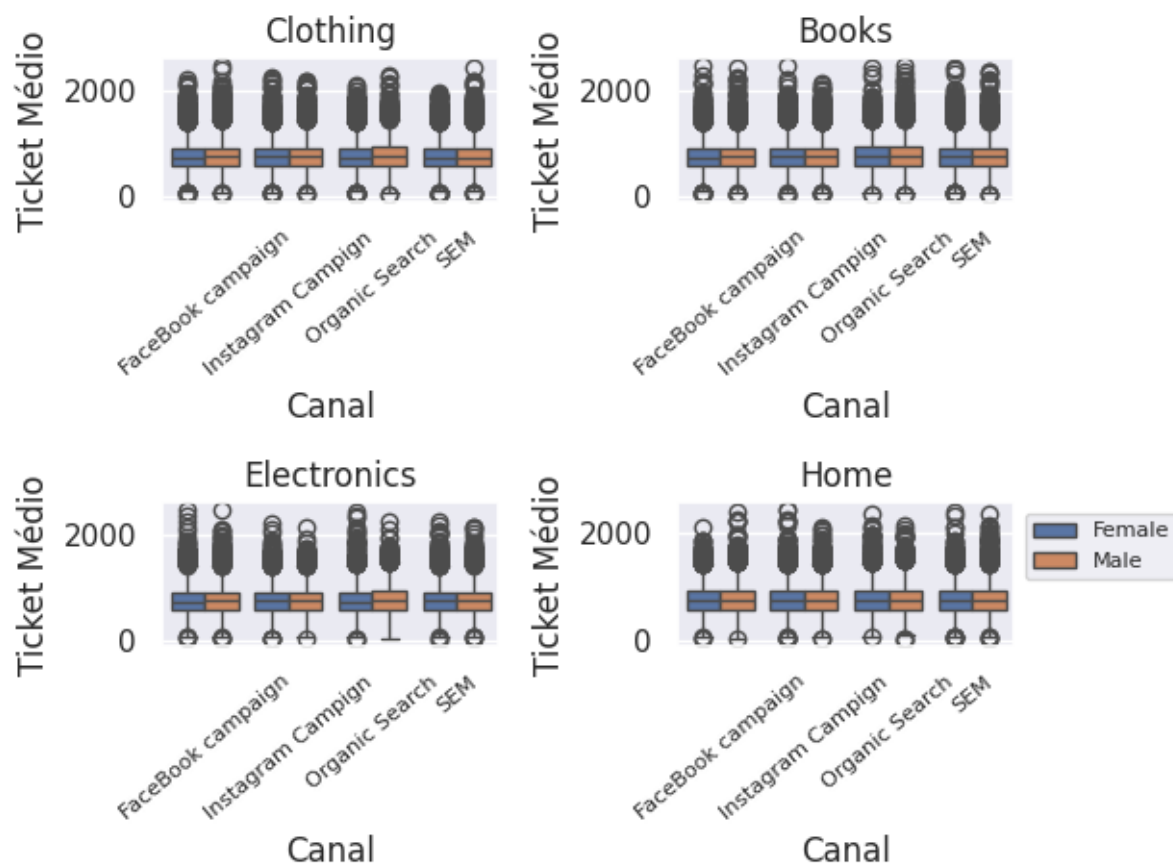 Clothing
Ticket Médio
2000
0
FaceBook campaign
Instagram Campign
Organic Search
SEM
Canal
Books
Ticket Médio
2000
0
FaceBook campaign
Instagram Campign
Organic Search
SEM
Canal
Electronics
Ticket Médio
2000
0
FaceBook campaign
Instagram Campign
Organic Search
SEM
Canal
Home
Ticket Médio
2000
0
FaceBook campaign
Instagram Campign
Organic Search
SEM
Canal
Female
Male